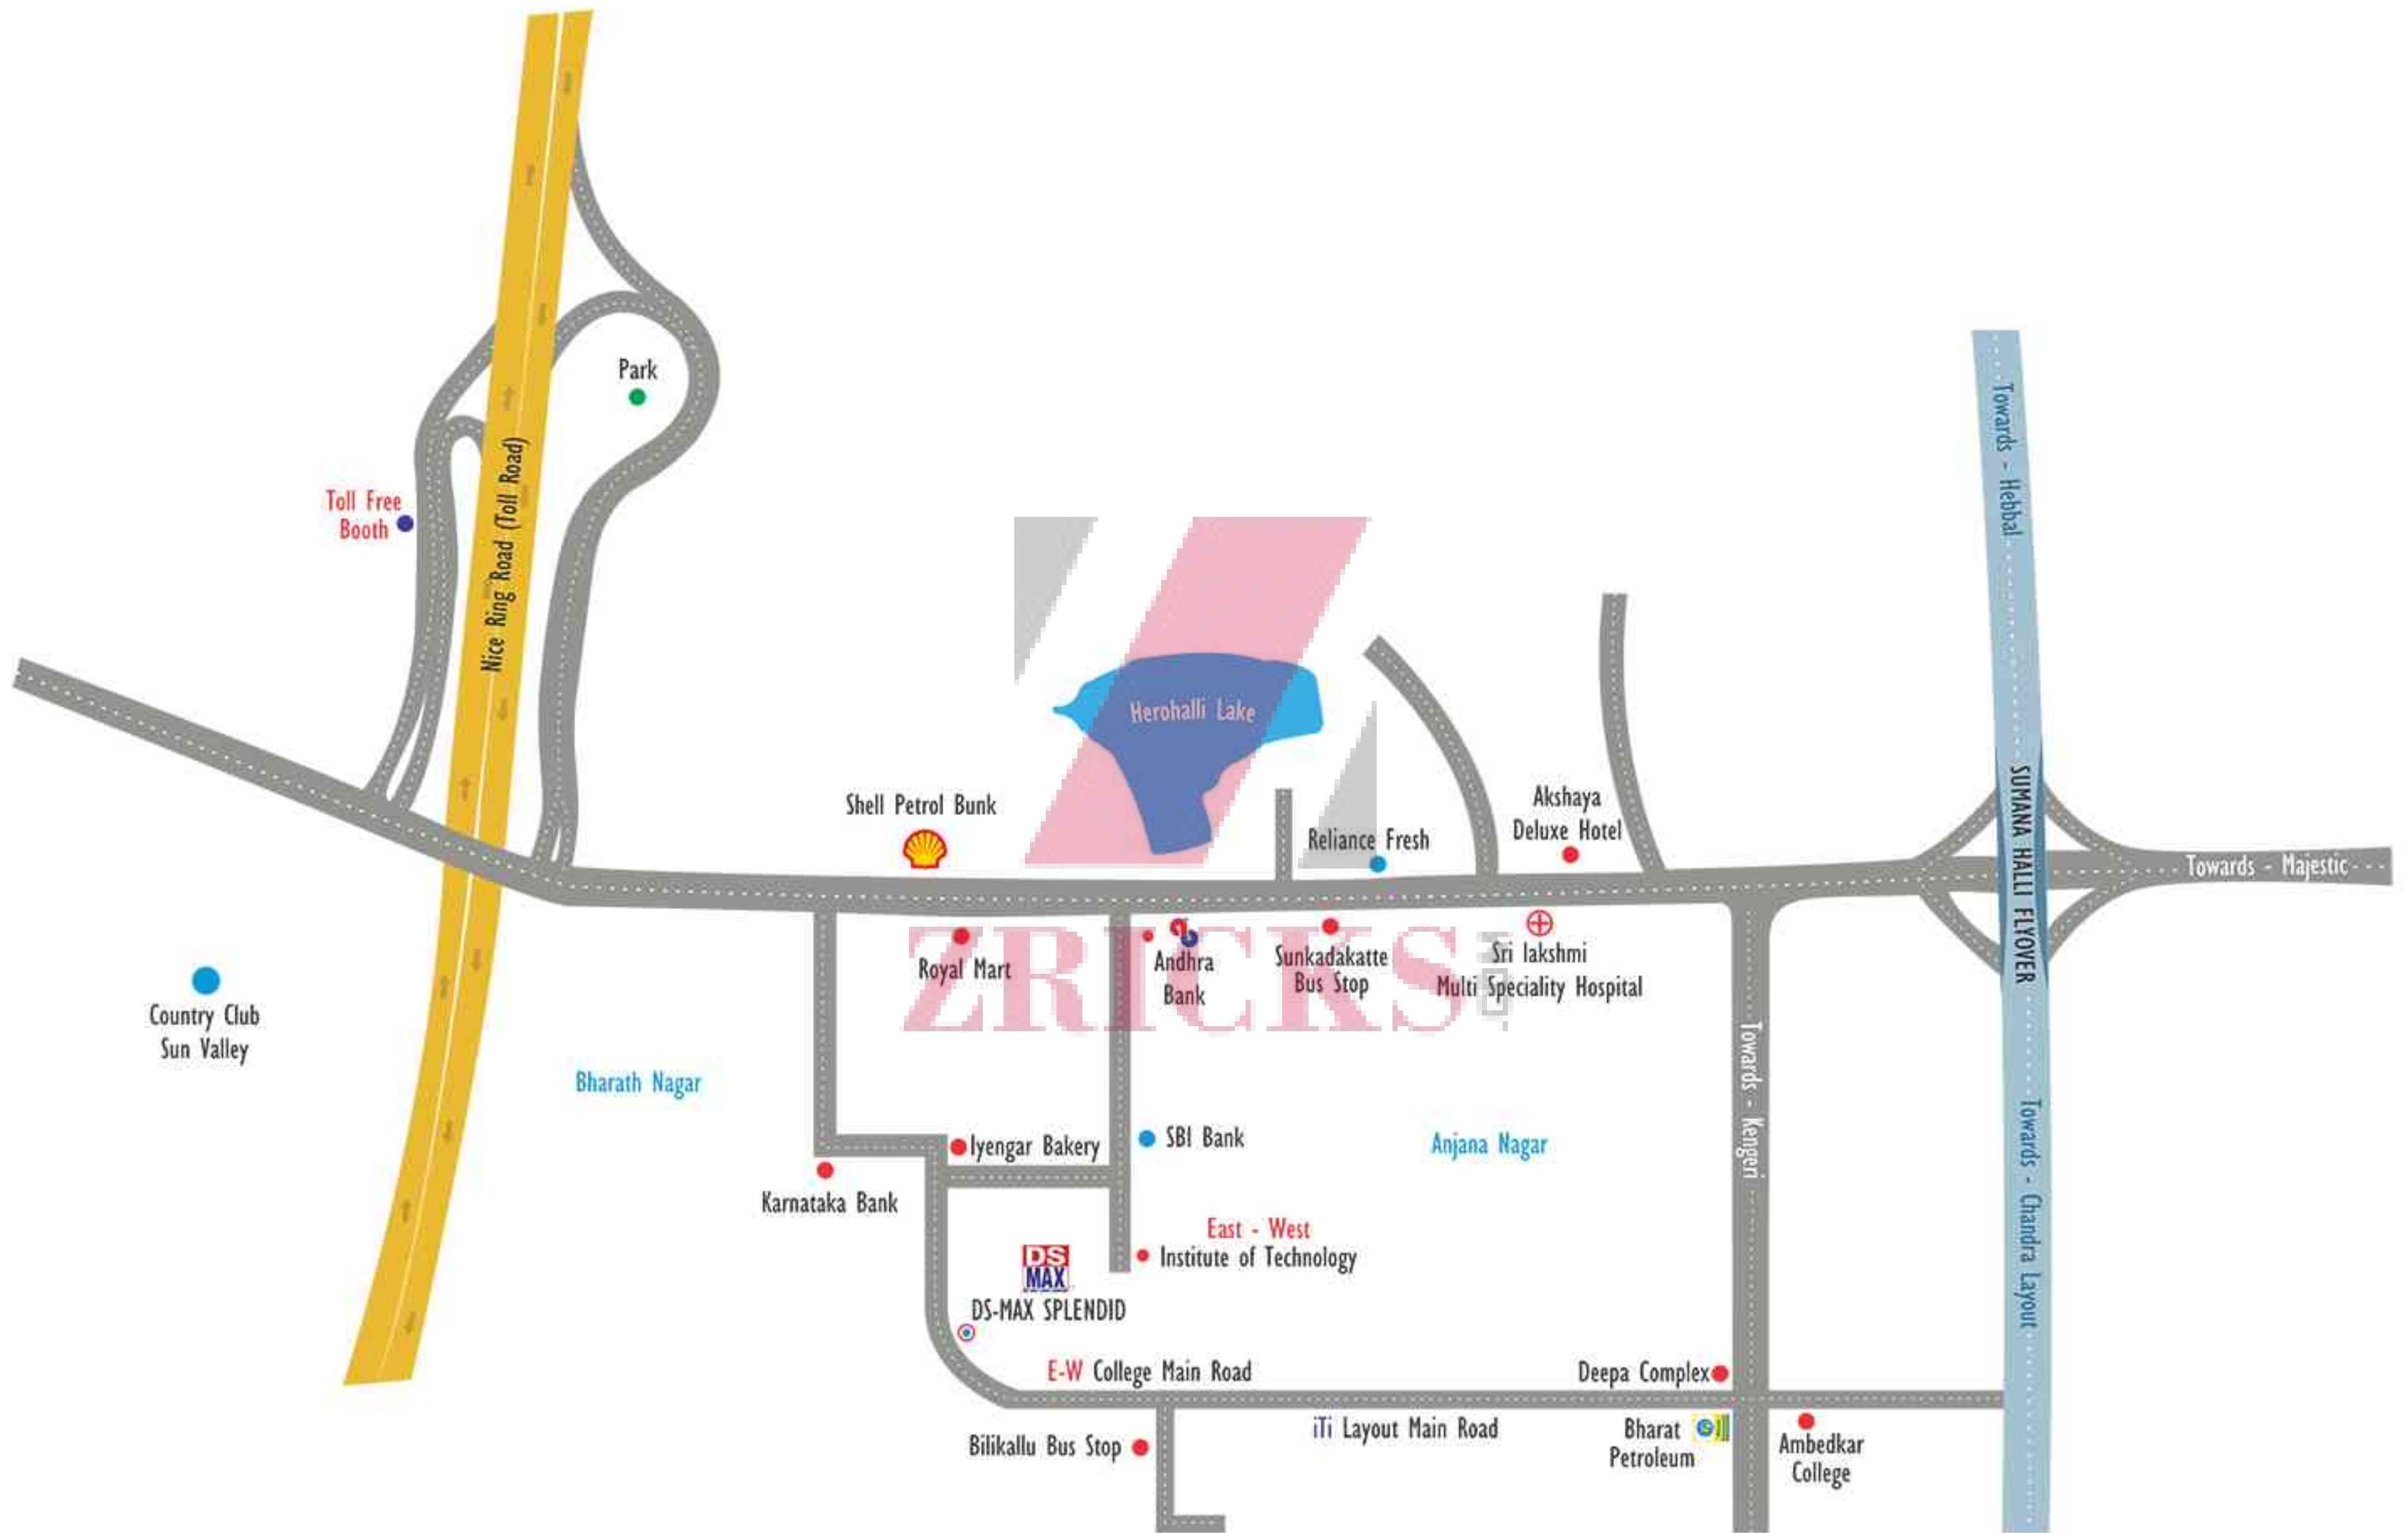 Park
Toll Free
Booth
Nice Ring Road (Toll Road)
Towards - Hebbal
Herohalli Lake
SUMANA HALLI FLYOVER
Shell Petrol Bunk
Reliance Fresh
Akshaya
Deluxe Hotel
Towards - Majestic
ZRICKS
Royal Mart
Andhra
Bank
Sunkadakatte
Bus Stop
Sri lakshmi
Multi Speciality Hospital
Country Club
Sun Valley
Bharath Nagar
Towards - Kengeri
Towards - Chandra Layout
Iyengar Bakery
SBI Bank
Anjana Nagar
Karnataka Bank
East - West
Institute of Technology
DS
MAX
DS-MAX SPLENDID
E-W College Main Road
Deepa Complex
Bilikallu Bus Stop
iTi Layout Main Road
Bharat
Petroleum
Ambedkar
College